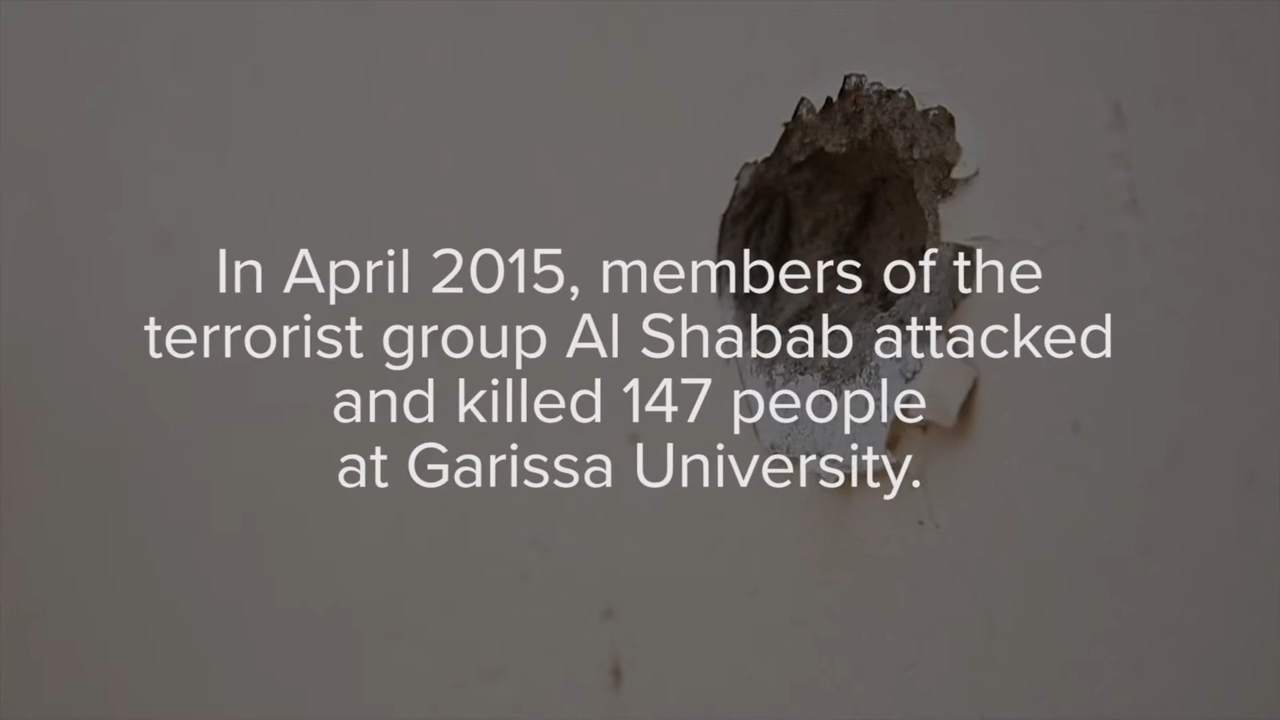 In April 2015, members of the
terrorist group Al Shabab attacked
and killed 147 people
at Garissa University.